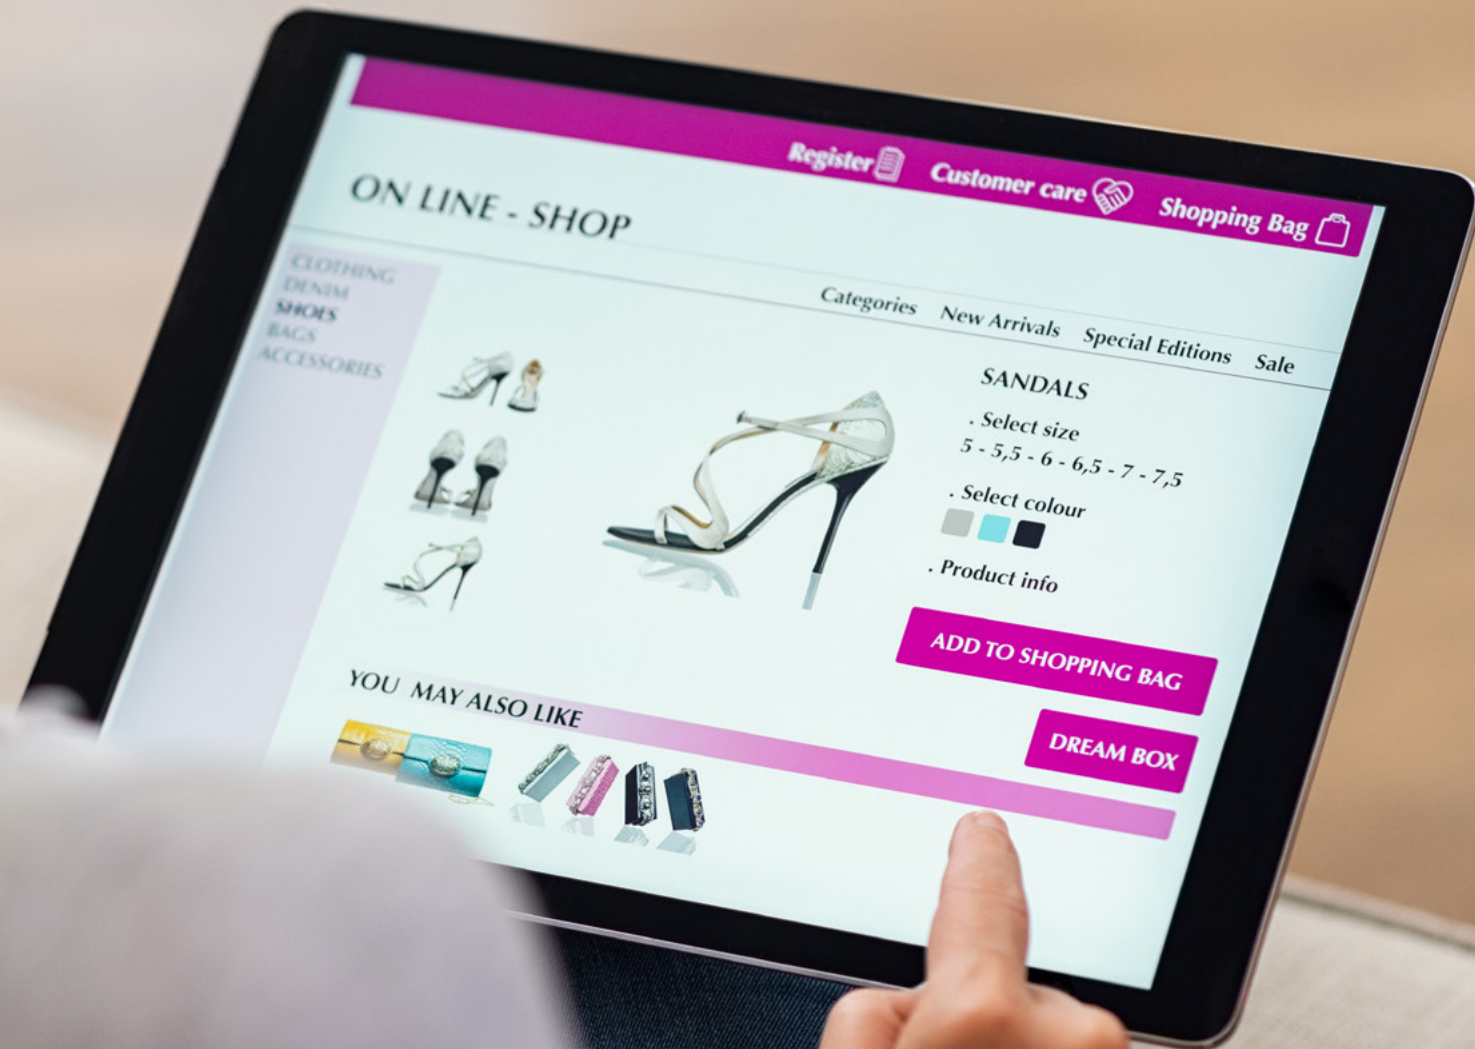 Register
Customer care
Shopping Bag
ON LINE - SHOP
Categories
New Arrivals
Special Editions
Sale
CLOTHING
DENIM
SHOES
BAGS
ACCESSORIES
SANDALS
. Select size
5 - 5,5 - 6 - 6,5 - 7 - 7,5
. Select colour
. Product info
ADD TO SHOPPING BAG
DREAM BOX
YOU MAY ALSO LIKE